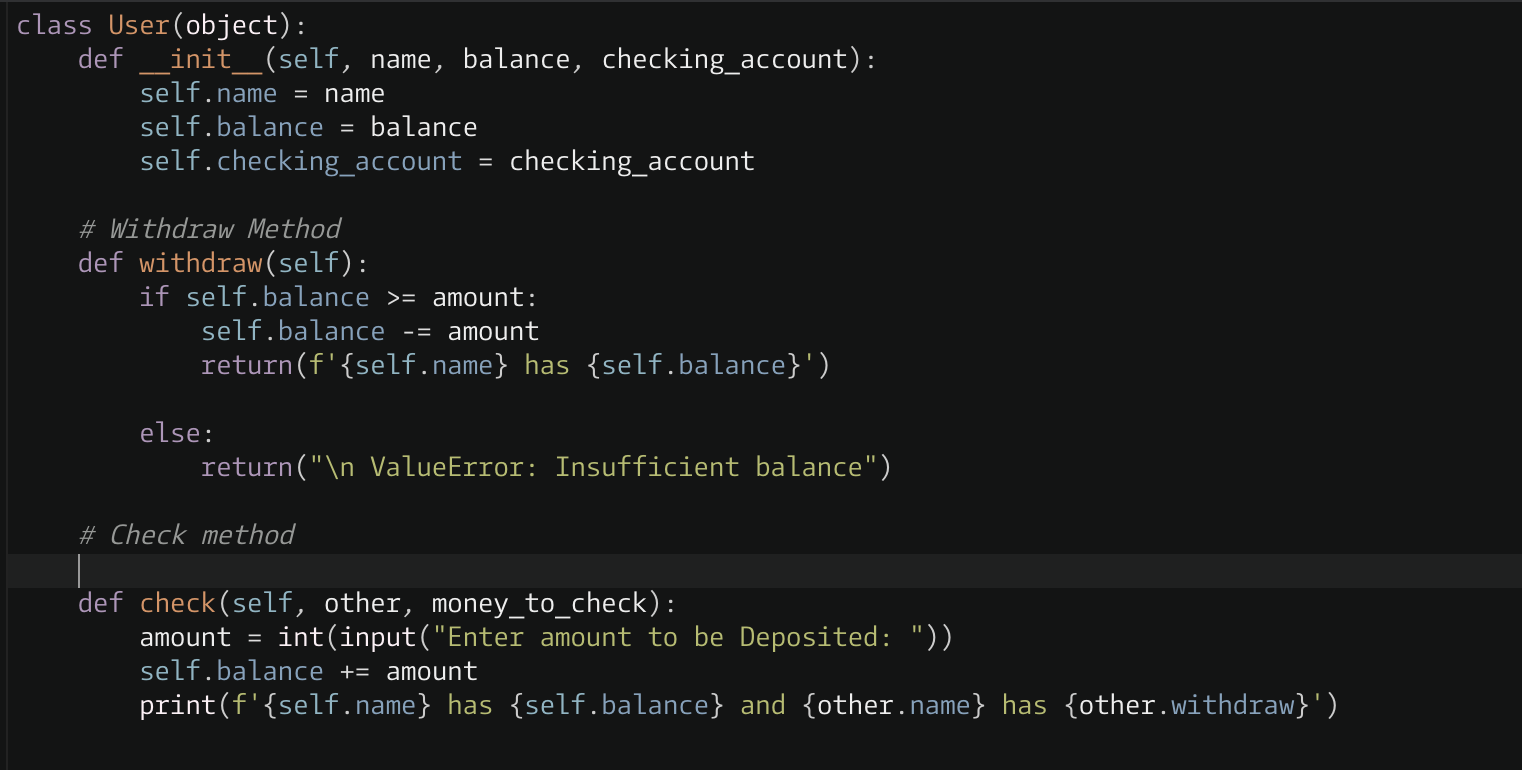 class User(object):
    def __init__(self, name, balance, checking_account):
        self.name = name
        self.balance = balance
        self.checking_account = checking_account
    # Withdraw Method
    def withdraw(self):
        if self.balance >= amount:
            self.balance -= amount
            return(f'{self.name} has {self.balance}')
        else:
            return("\n ValueError: Insufficient balance")
    # Check method
    def check(self, other, money_to_check):
        amount = int(input("Enter amount to be Deposited: "))
        self.balance += amount
        print(f'{self.name} has {self.balance} and {other.name} has {other.withdraw}')